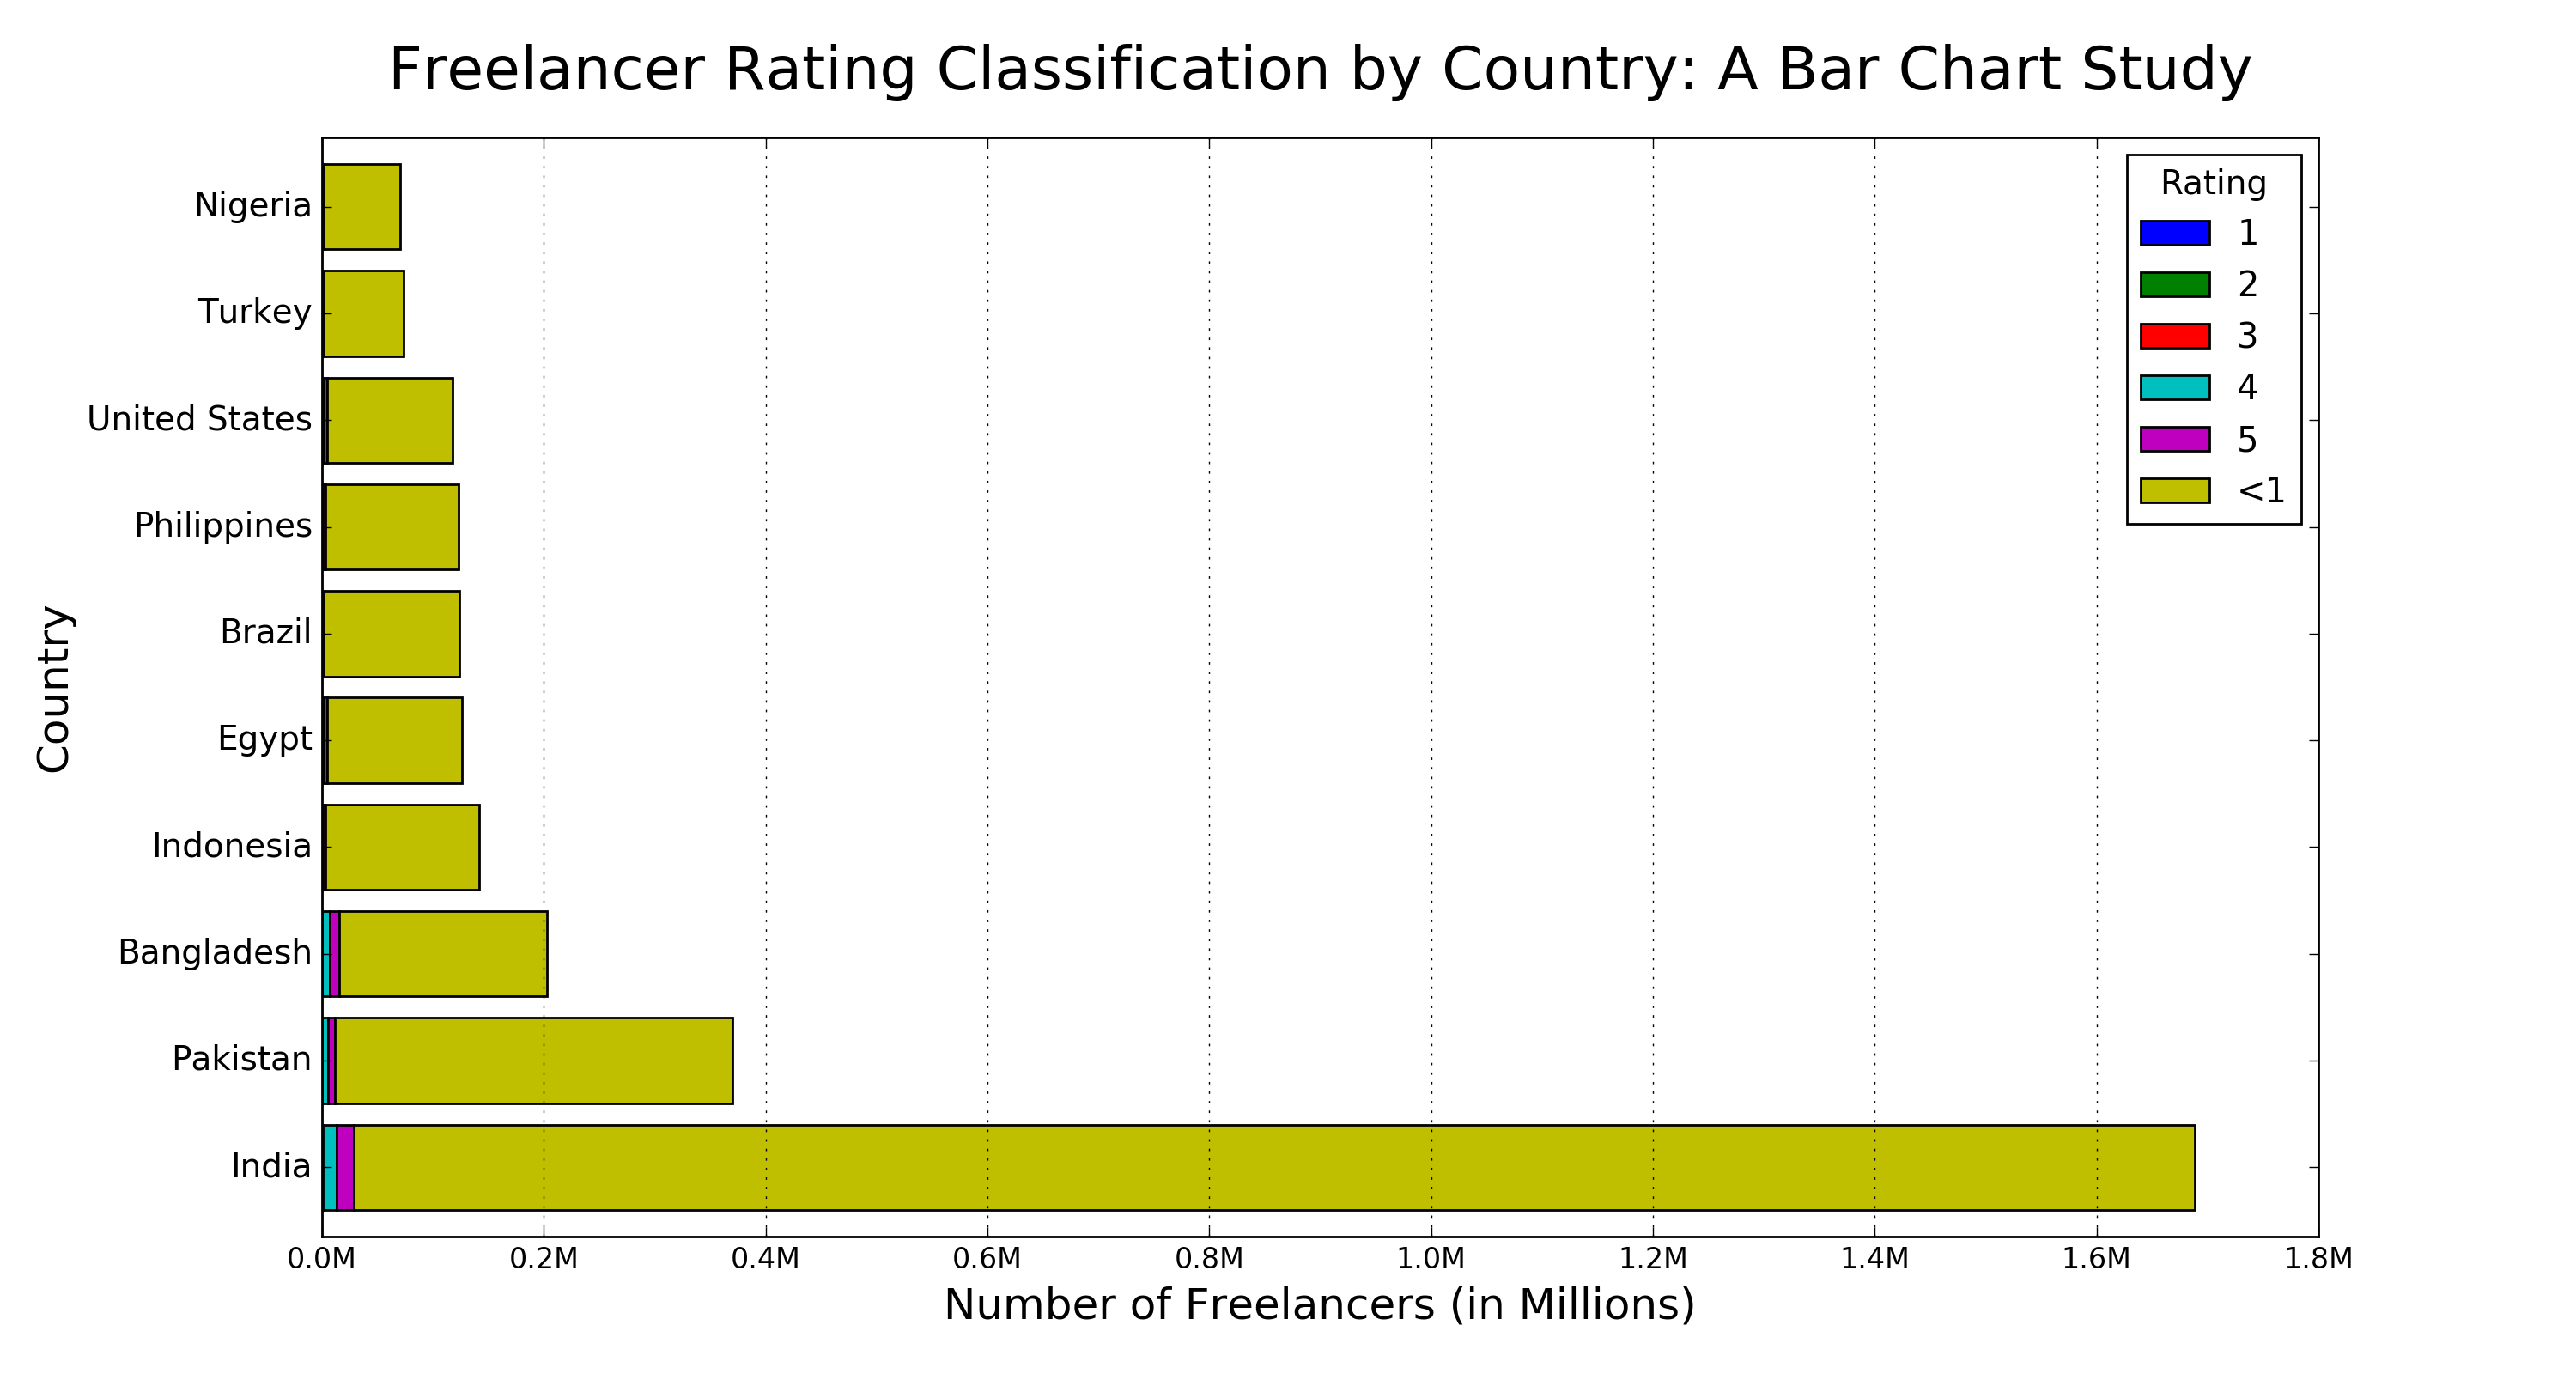 Freelancer Rating Classification by Country: A Bar Chart Study
Rating
1
2
3
4
5
<1
Country
Nigeria
Turkey
United States
Philippines
Brazil
Egypt
Indonesia
Bangladesh
Pakistan
India
0.0M 0.2M 0.4M 0.6M 0.8M 1.0M 1.2M 1.4M 1.6M 1.8M
Number of Freelancers (in Millions)